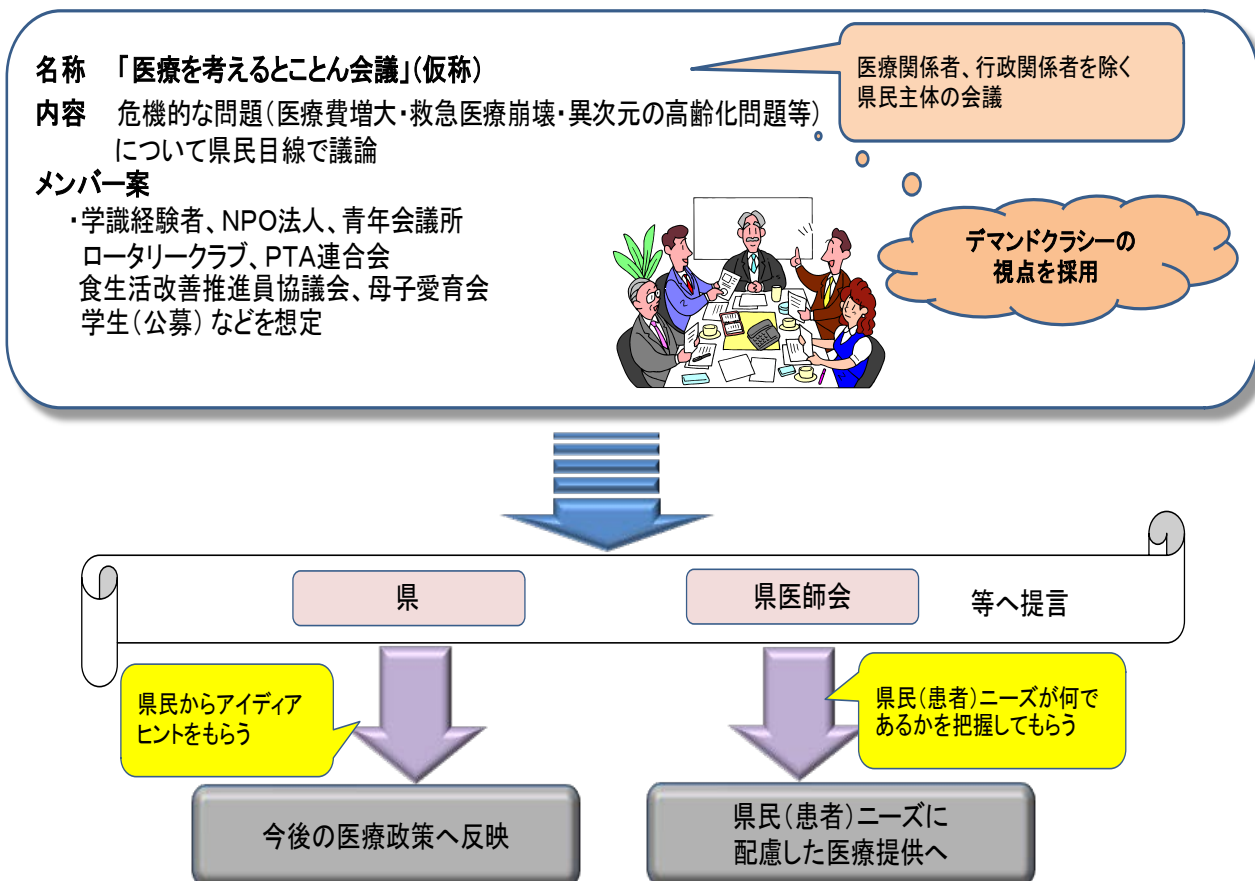 名称 「医療を考えるとことん会議」(仮称)
内容 危機的な問題(医療費増大・救急医療崩壊・異次元の高齢化問題等)
について県民目線で議論
メンバー案
・学識経験者、NPO法人、青年会議所
ロータリークラブ、PTA連合会
食生活改善推進員協議会、母子愛育会
学生(公募) などを想定
医療関係者、行政関係者を除く
県民主体の会議
デマンドクラシーの
視点を採用
県
県医師会
等へ提言
県民からアイディア
ヒントをもらう
県民(患者)ニーズが何で
あるかを把握してもらう
今後の医療政策へ反映
県民(患者)ニーズに
配慮した医療提供へ